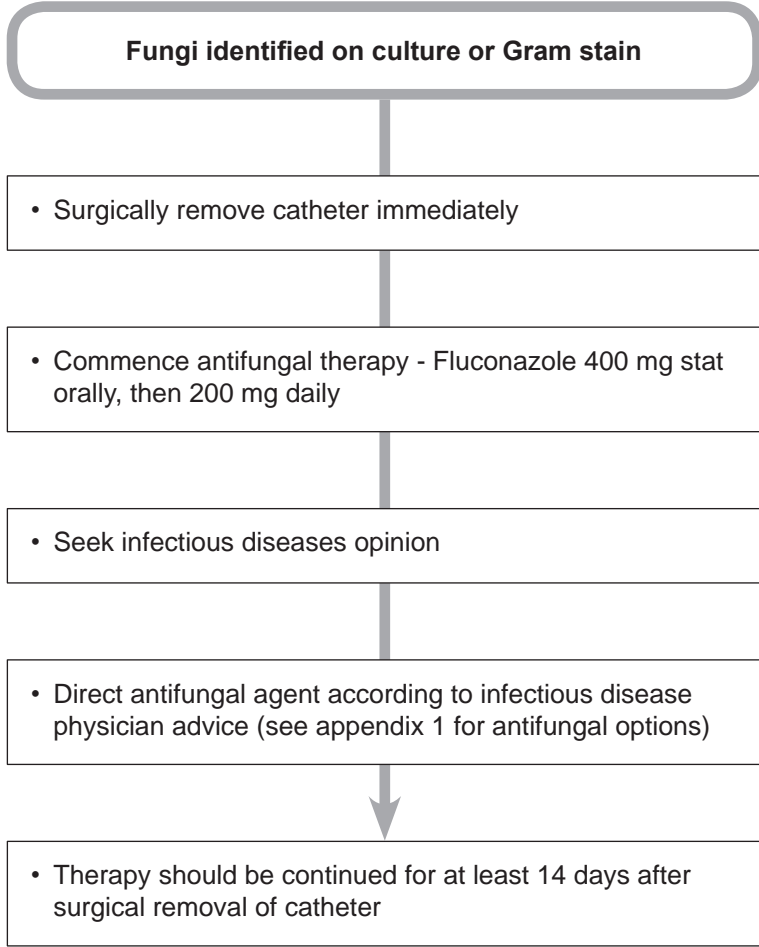 Fungi identified on culture or Gram stain
• Surgically remove catheter immediately
• Commence antifungal therapy - Fluconazole 400 mg stat
orally, then 200 mg daily
• Seek infectious diseases opinion
• Direct antifungal agent according to infectious disease
physician advice (see appendix 1 for antifungal options)
• Therapy should be continued for at least 14 days after
surgical removal of catheter